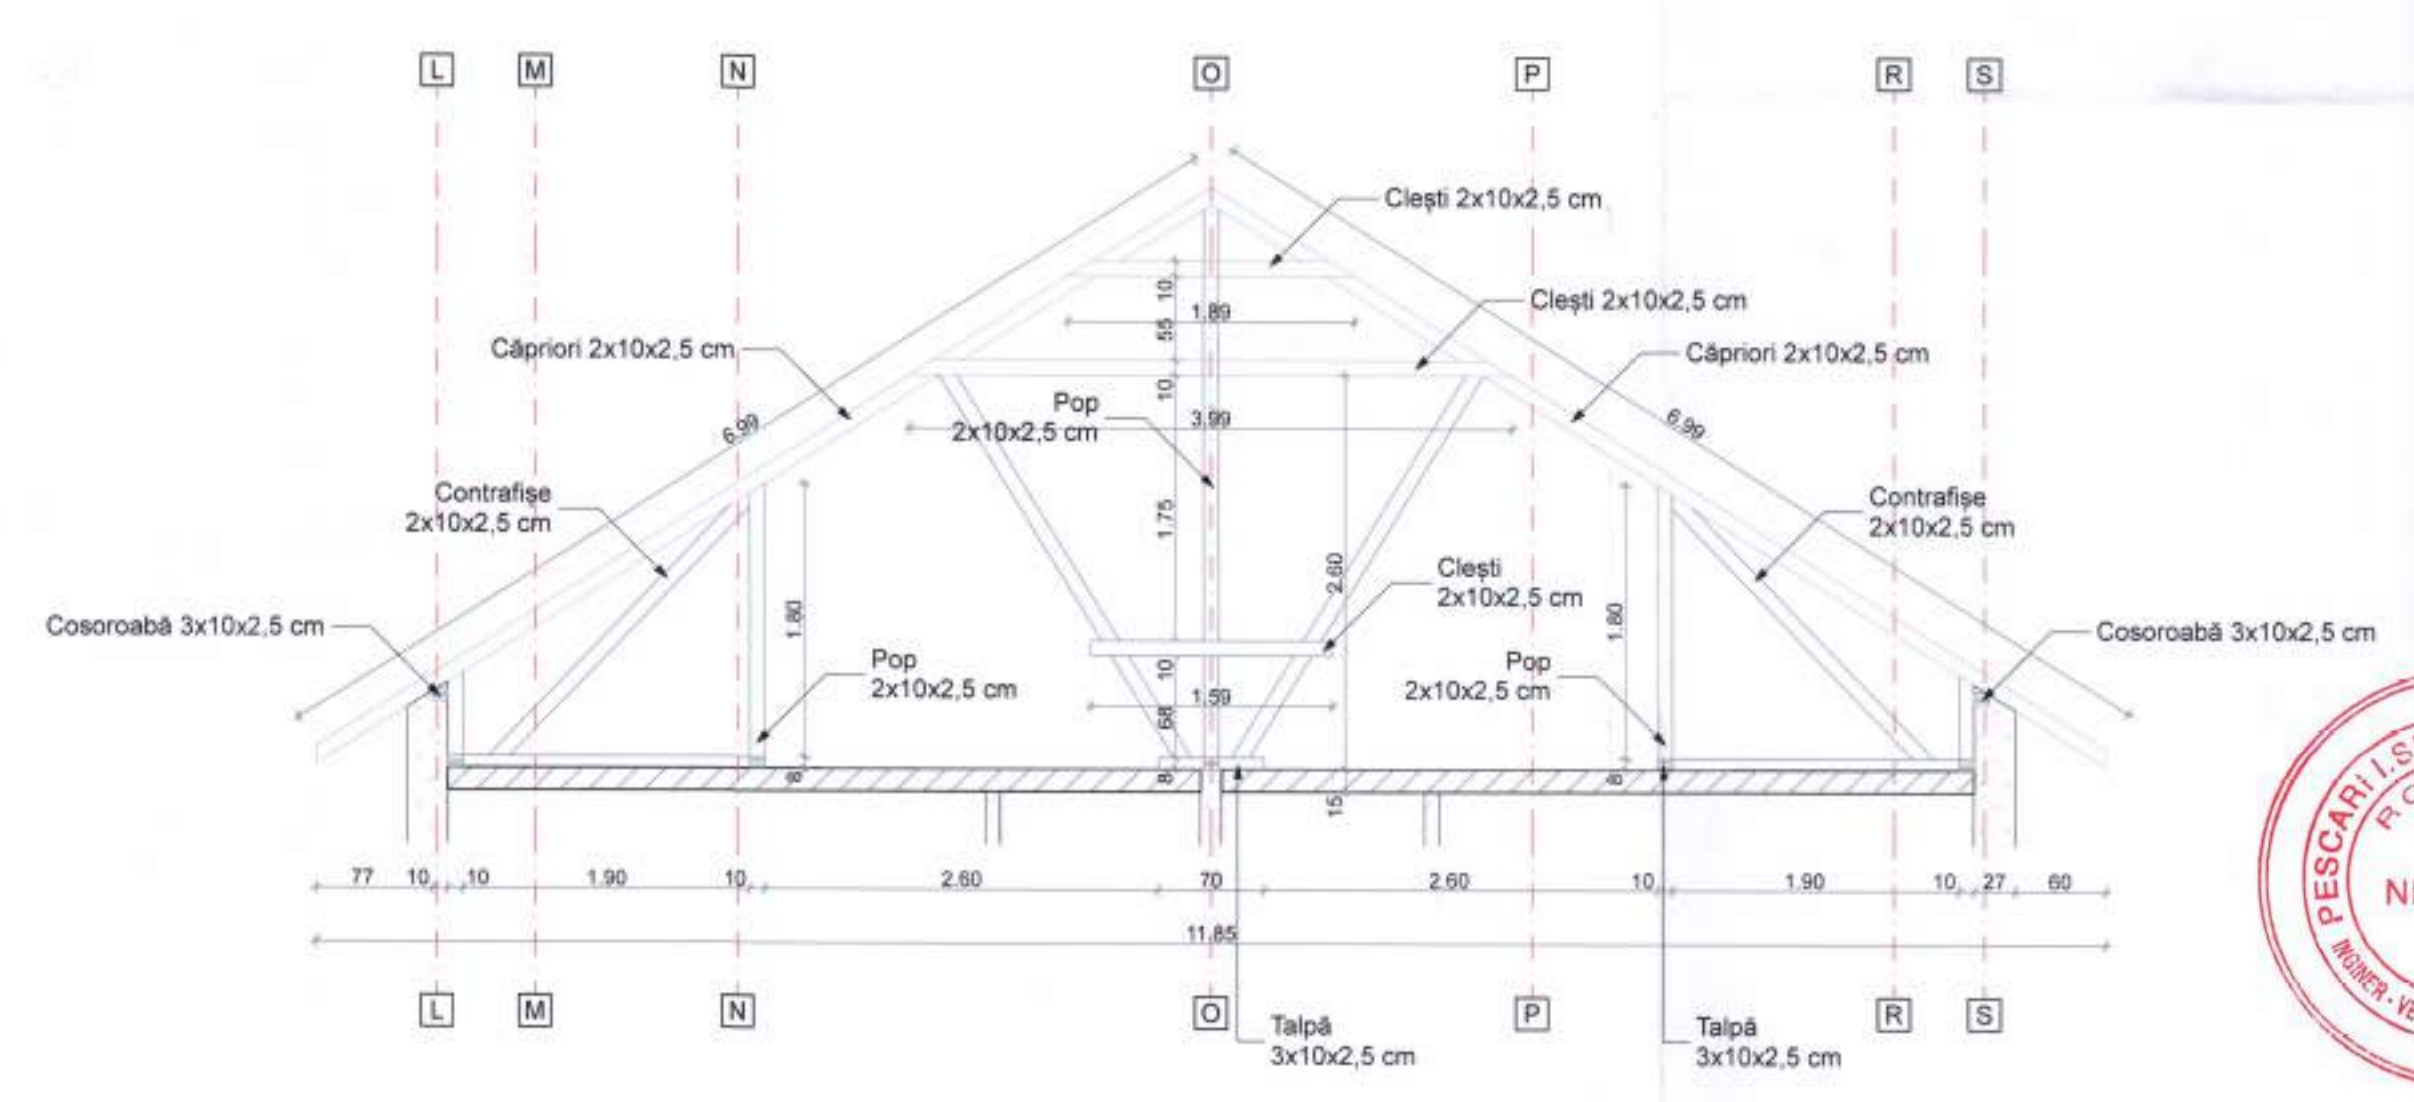 L M N O P R S
Clești 2x10x2,5 cm
Clești 2x10x2,5 cm
Căpriori 2x10x2,5 cm
Căpriori 2x10x2,5 cm
10
1,89
55
10
3,99
6,99
6,99
Pop
2x10x2,5 cm
Contrafișe
2x10x2,5 cm
Contrafișe
2x10x2,5 cm
1.75
2.60
1.80
1.80
Clești
2x10x2,5 cm
Cosoroabă 3x10x2,5 cm
Cosoroabă 3x10x2,5 cm
Pop
2x10x2,5 cm
Pop
2x10x2,5 cm
10
1,59
68
8
8
8
15
77 10 10 1.90 10 2.60 70 2.60 10 1.90 10 27 60
11.85
L M N O P R S
Talpă
3x10x2,5 cm
Talpă
3x10x2,5 cm
PESCARI I.
INGINER